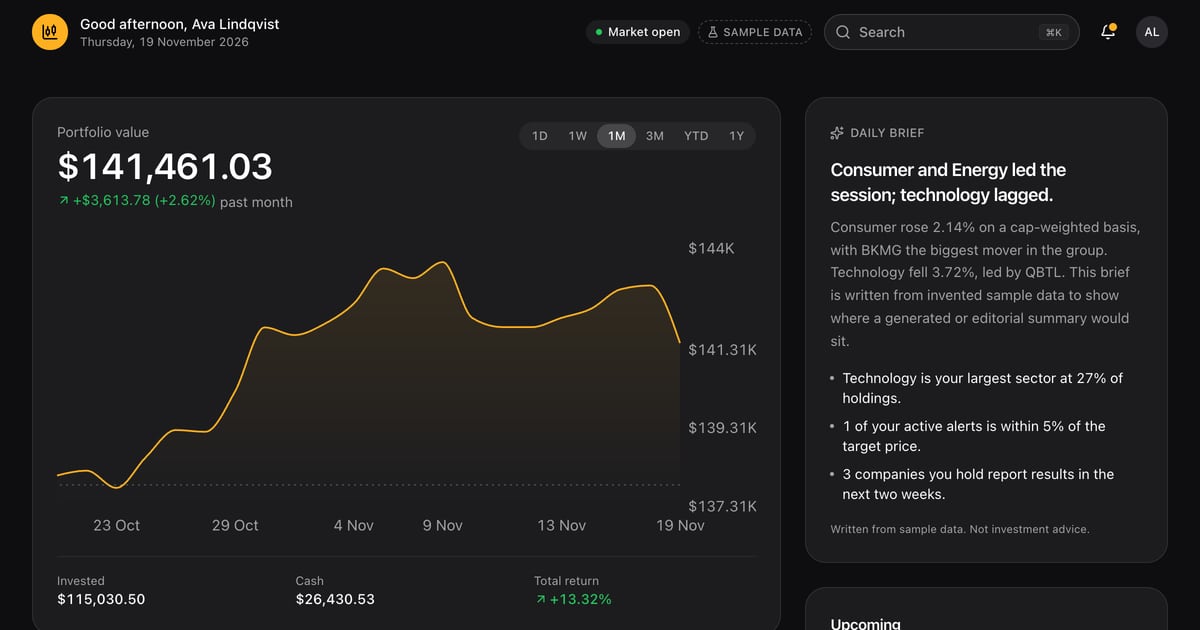 Good afternoon, Ava Lindqvist
Thursday, 19 November 2026
Market open
SAMPLE DATA
Search
⌘K
AL
Portfolio value
$141,461.03
+$3,613.78 (+2.62%) past month
1D 1W 1M 3M YTD 1Y
$144K
$141.31K
$139.31K
$137.31K
23 Oct 29 Oct 4 Nov 9 Nov 13 Nov 19 Nov
Invested
$115,030.50
Cash
$26,430.53
Total return
+13.32%
DAILY BRIEF
Consumer and Energy led the
session; technology lagged.
Consumer rose 2.14% on a cap-weighted basis,
with BKMG the biggest mover in the group.
Technology fell 3.72%, led by QBTL. This brief
is written from invented sample data to show
where a generated or editorial summary would
sit.
• Technology is your largest sector at 27% of
holdings.
• 1 of your active alerts is within 5% of the
target price.
• 3 companies you hold report results in the
next two weeks.
Written from sample data. Not investment advice.
Upcoming